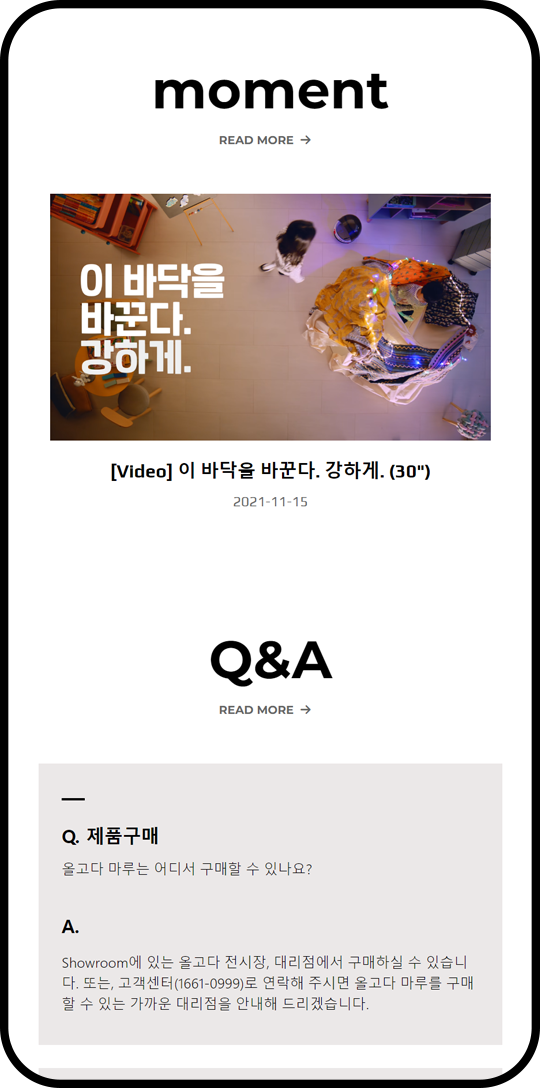 moment
READ MORE →
이 바닥을
바꾼다.
강하게.
[Video] 이 바닥을 바꾼다. 강하게. (30")
2021-11-15
Q&A
READ MORE →
Q. 제품구매
올고다 마루는 어디서 구매할 수 있나요?
A.
Showroom에 있는 올고다 전시장, 대리점에서 구매하실 수 있습니
다. 또는, 고객센터(1661-0999)로 연락해 주시면 올고다 마루를 구매
할 수 있는 가까운 대리점을 안내해 드리겠습니다.